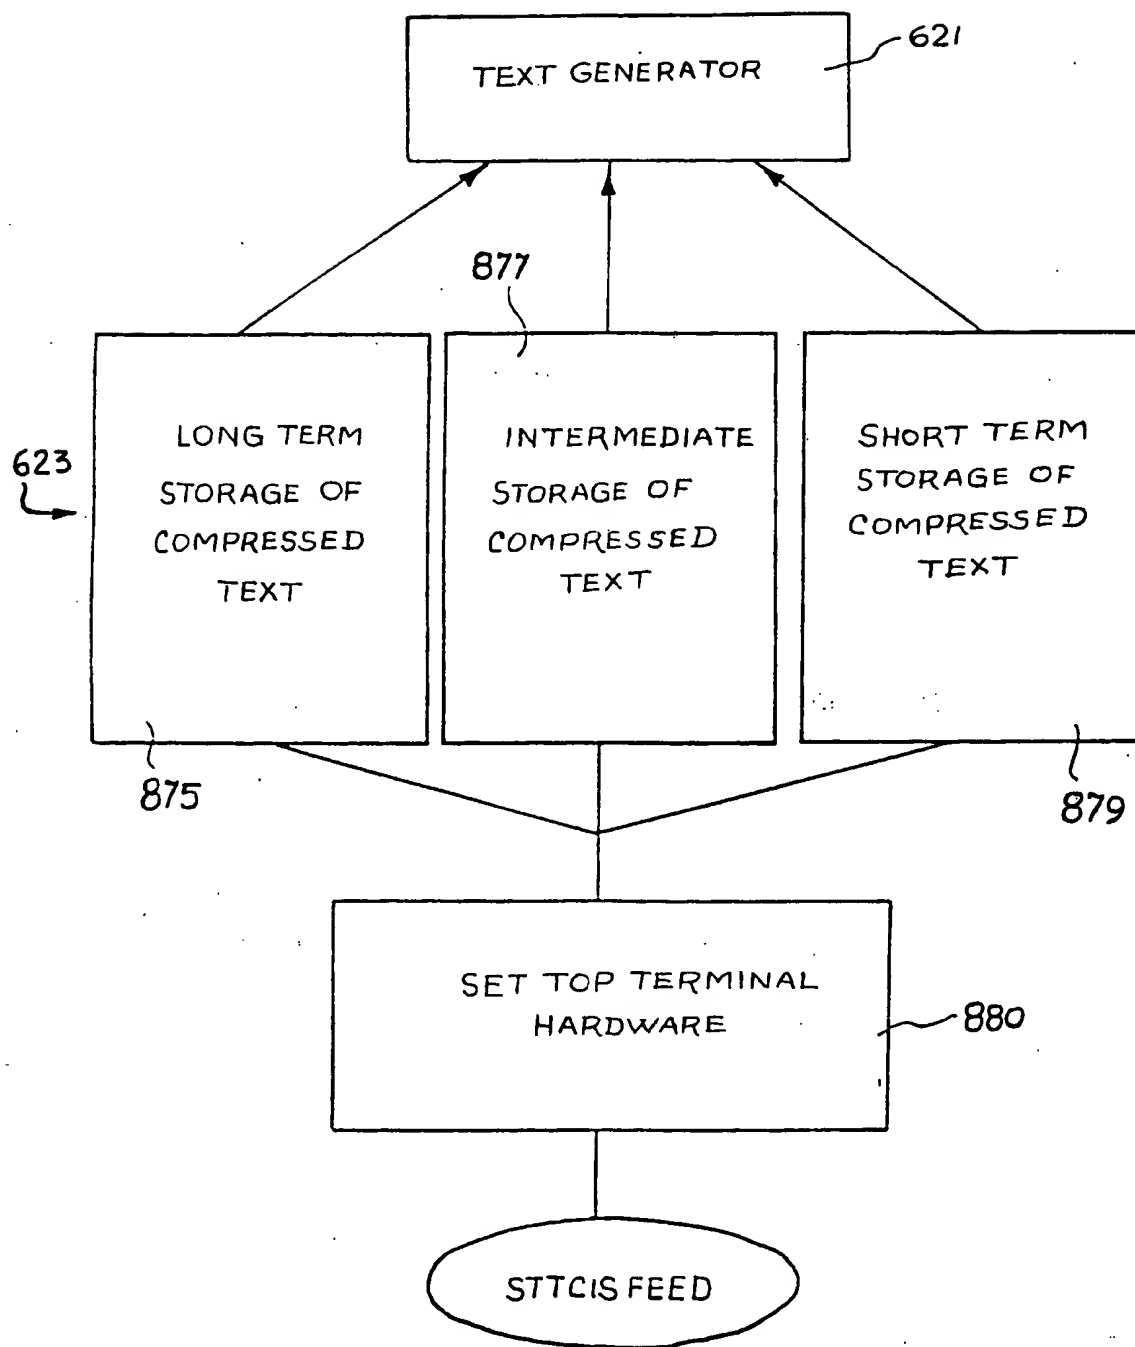 621
TEXT GENERATOR
877
LONG TERM
STORAGE OF
COMPRESSED
TEXT
INTERMEDIATE
STORAGE OF
COMPRESSED
TEXT
SHORT TERM
STORAGE OF
COMPRESSED
TEXT
623
875
879
SET TOP TERMINAL
HARDWARE
880
STTCIS FEED